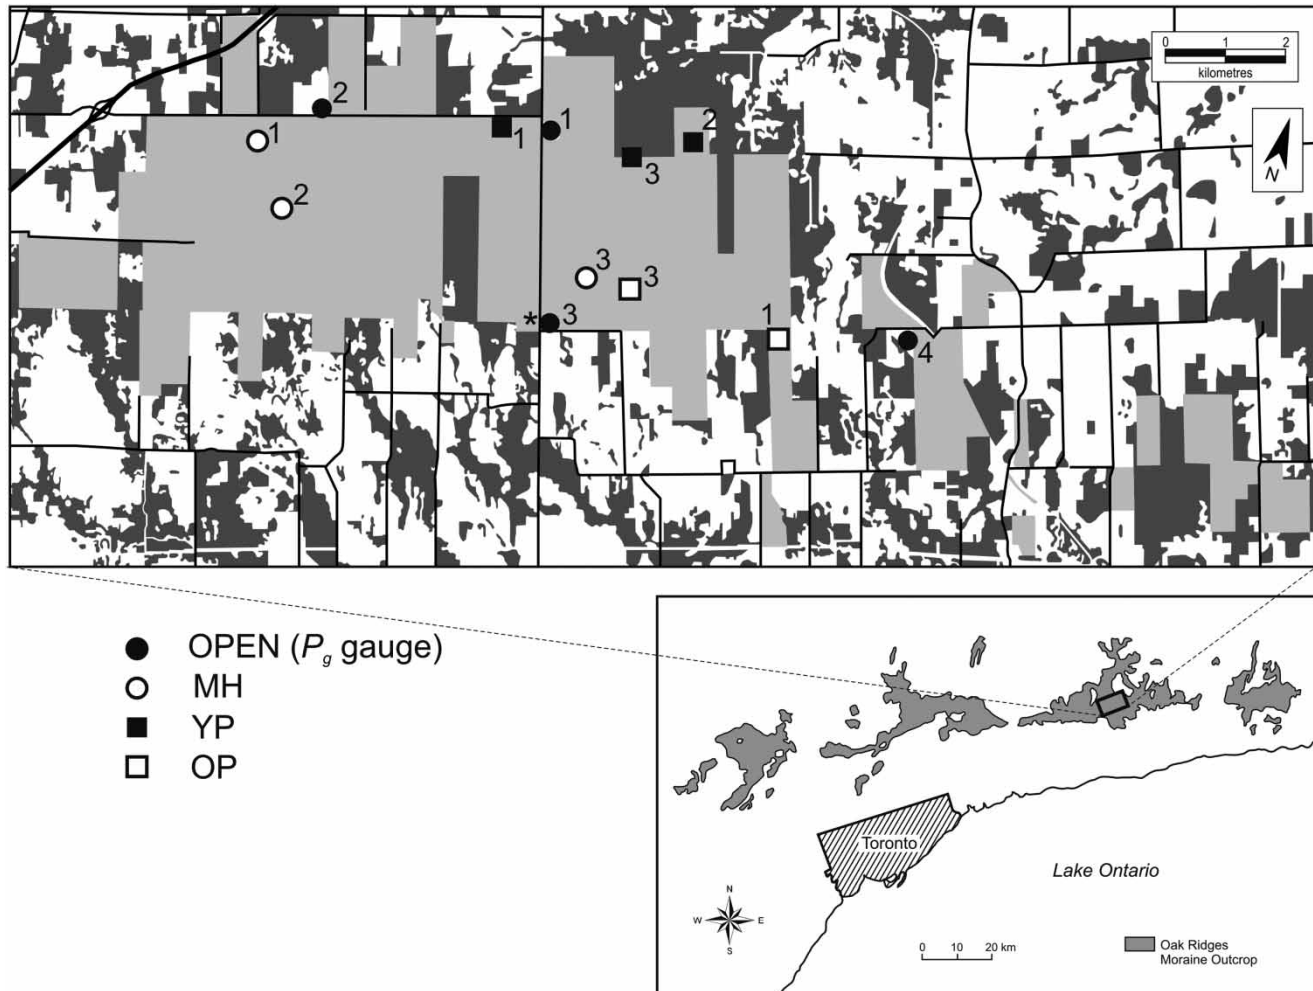 0 1 2
kilometres
N
2
1
1
1
2
3
2
3
3
*
3
1
4
OPEN (Pg gauge)
MH
YP
OP
Toronto
Lake Ontario
N
W E
S
0 10 20 km
Oak Ridges
Moraine Outcrop